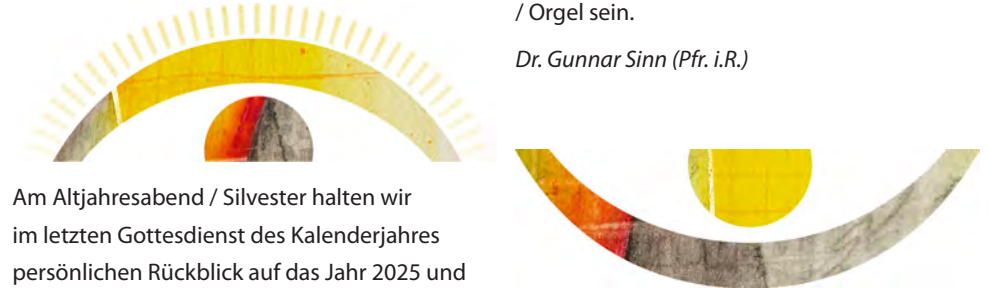 Am Altjahresabend / Silvester halten wir
im letzten Gottesdienst des Kalenderjahres
persönlichen Rückblick auf das Jahr 2025 und
/ Orgel sein.
Dr. Gunnar Sinn (Pfr. i.R.)